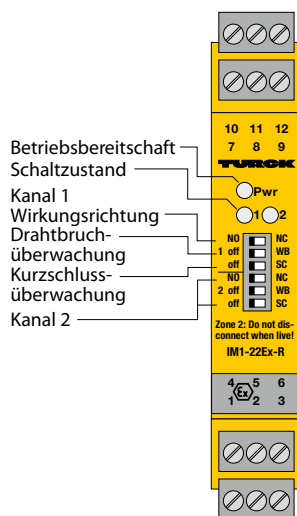 10 11 12
7 8 9
TURCK
Betriebsbereitschaft
Pwr
Schaltzustand
1 2
Kanal 1
Wirkungsrichtung
NO NC
Drahtbruch-
überwachung
1 off WB
Kurzschluss-
überwachung
off SC
NO NC
2 off WB
Kanal 2
off SC
Zone 2: Do not dis-
connect when live!
IM1-22Ex-R
4 5 6
Ex
1 2 3